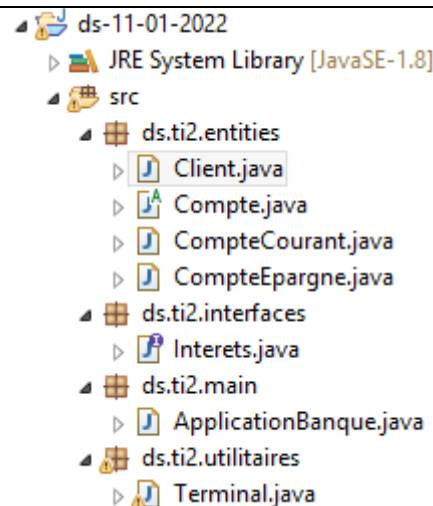 ds-11-01-2022
JRE System Library [JavaSE-1.8]
src
ds.ti2.entities
Client.java
Compte.java
CompteCourant.java
CompteEpargne.java
ds.ti2.interfaces
Interets.java
ds.ti2.main
ApplicationBanque.java
ds.ti2.utilitaires
Terminal.java